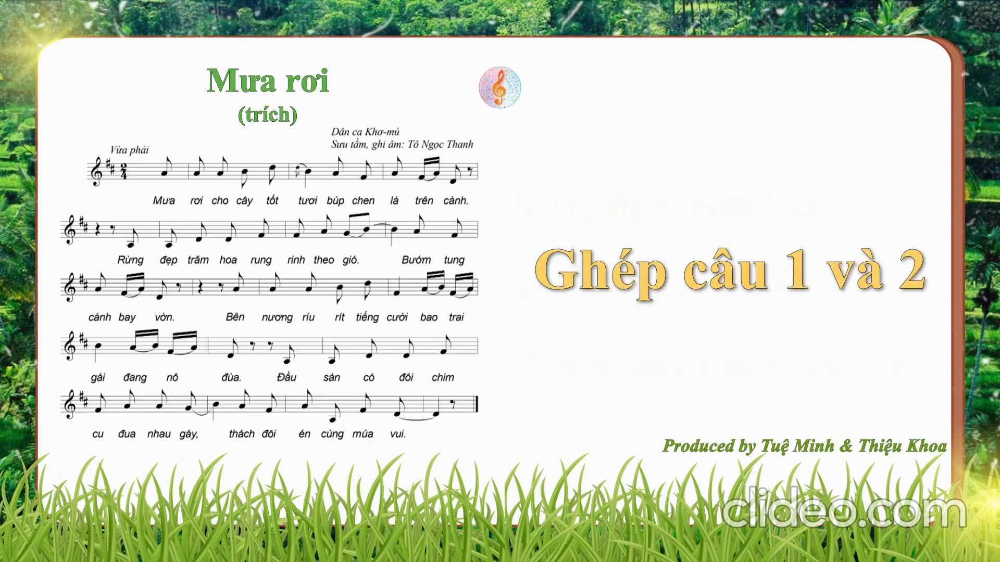 Mưa rơi
(trích)
Dân ca Khơ-mú
Sưu tầm, ghi âm: Tô Ngọc Thanh
Vừa phải
2
4
Mưa rơi cho cây tốt tươi búp chen lá trên cành.
Rừng đẹp trăm hoa rung rinh theo gió. Bướm tung
cánh bay vờn. Bên nương ríu rít tiếng cười bao trai
gái đang nô đùa. Đầu sàn có đôi chim
cu đua nhau gáy, thách đôi én cùng múa vui.
Ghép câu 1 và 2
Produced by Tuệ Minh & Thiệu Khoa
clideo.com